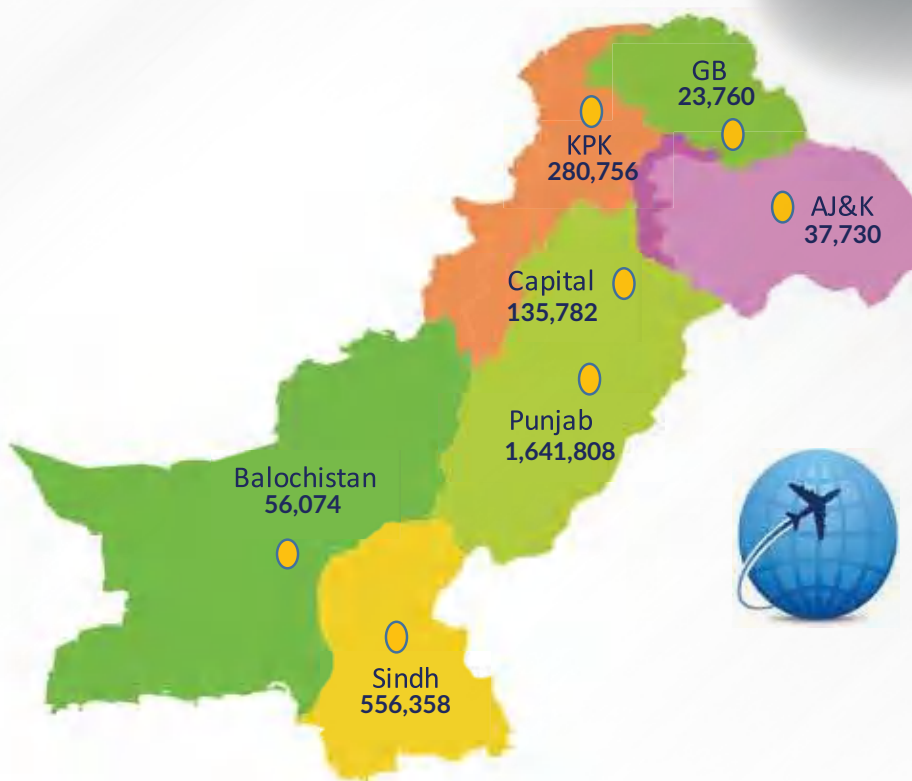 GB
23,760
KPK
280,756
AJ&K
37,730
Capital
135,782
Punjab
1,641,808
Balochistan
56,074
Sindh
556,358